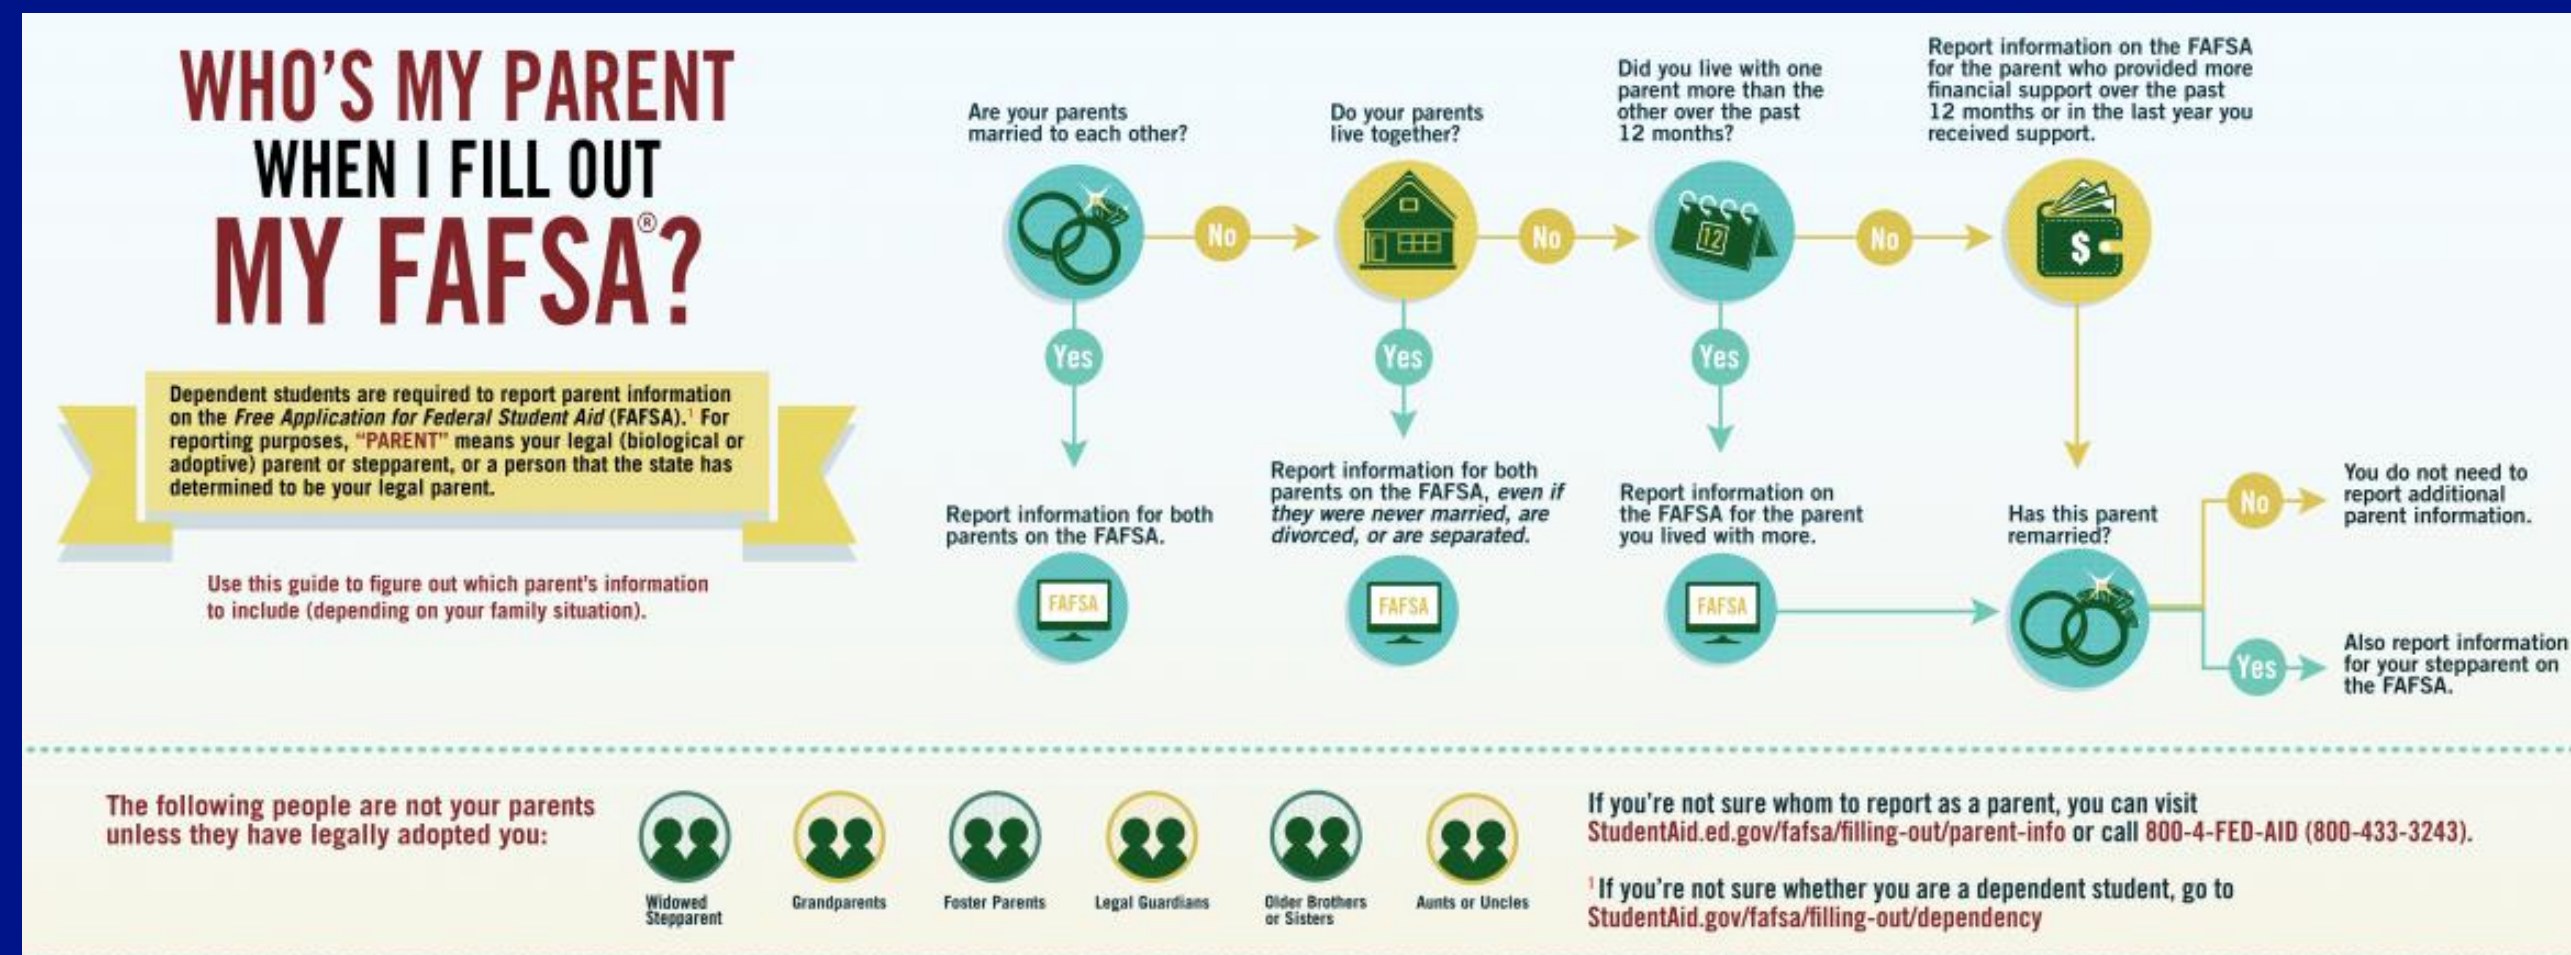 WHO'S MY PARENT
WHEN I FILL OUT
MY FAFSA®?
Dependent students are required to report parent information
on the Free Application for Federal Student Aid (FAFSA).¹ For
reporting purposes, “PARENT” means your legal (biological or
adoptive) parent or stepparent, or a person that the state has
determined to be your legal parent.
Use this guide to figure out which parent's information
to include (depending on your family situation).
Are your parents
married to each other?
No
Yes
Report information for both
parents on the FAFSA.
FAFSA
Do your parents
live together?
No
Yes
Report information for both
parents on the FAFSA, even if
they were never married, are
divorced, or are separated.
FAFSA
Did you live with one
parent more than the
other over the past
12 months?
12
No
Yes
Report information on
the FAFSA for the parent
you lived with more.
FAFSA
Report information on the FAFSA
for the parent who provided more
financial support over the past
12 months or in the last year you
received support.
$
Has this parent
remarried?
No
You do not need to
report additional
parent information.
Yes
Also report information
for your stepparent on
the FAFSA.
The following people are not your parents
unless they have legally adopted you:
Widowed
Stepparent
Grandparents
Foster Parents
Legal Guardians
Older Brothers
or Sisters
Aunts or Uncles
If you're not sure whom to report as a parent, you can visit
StudentAid.ed.gov/fafsa/filling-out/parent-info or call 800-4-FED-AID (800-433-3243).
¹ If you're not sure whether you are a dependent student, go to
StudentAid.gov/fafsa/filling-out/dependency